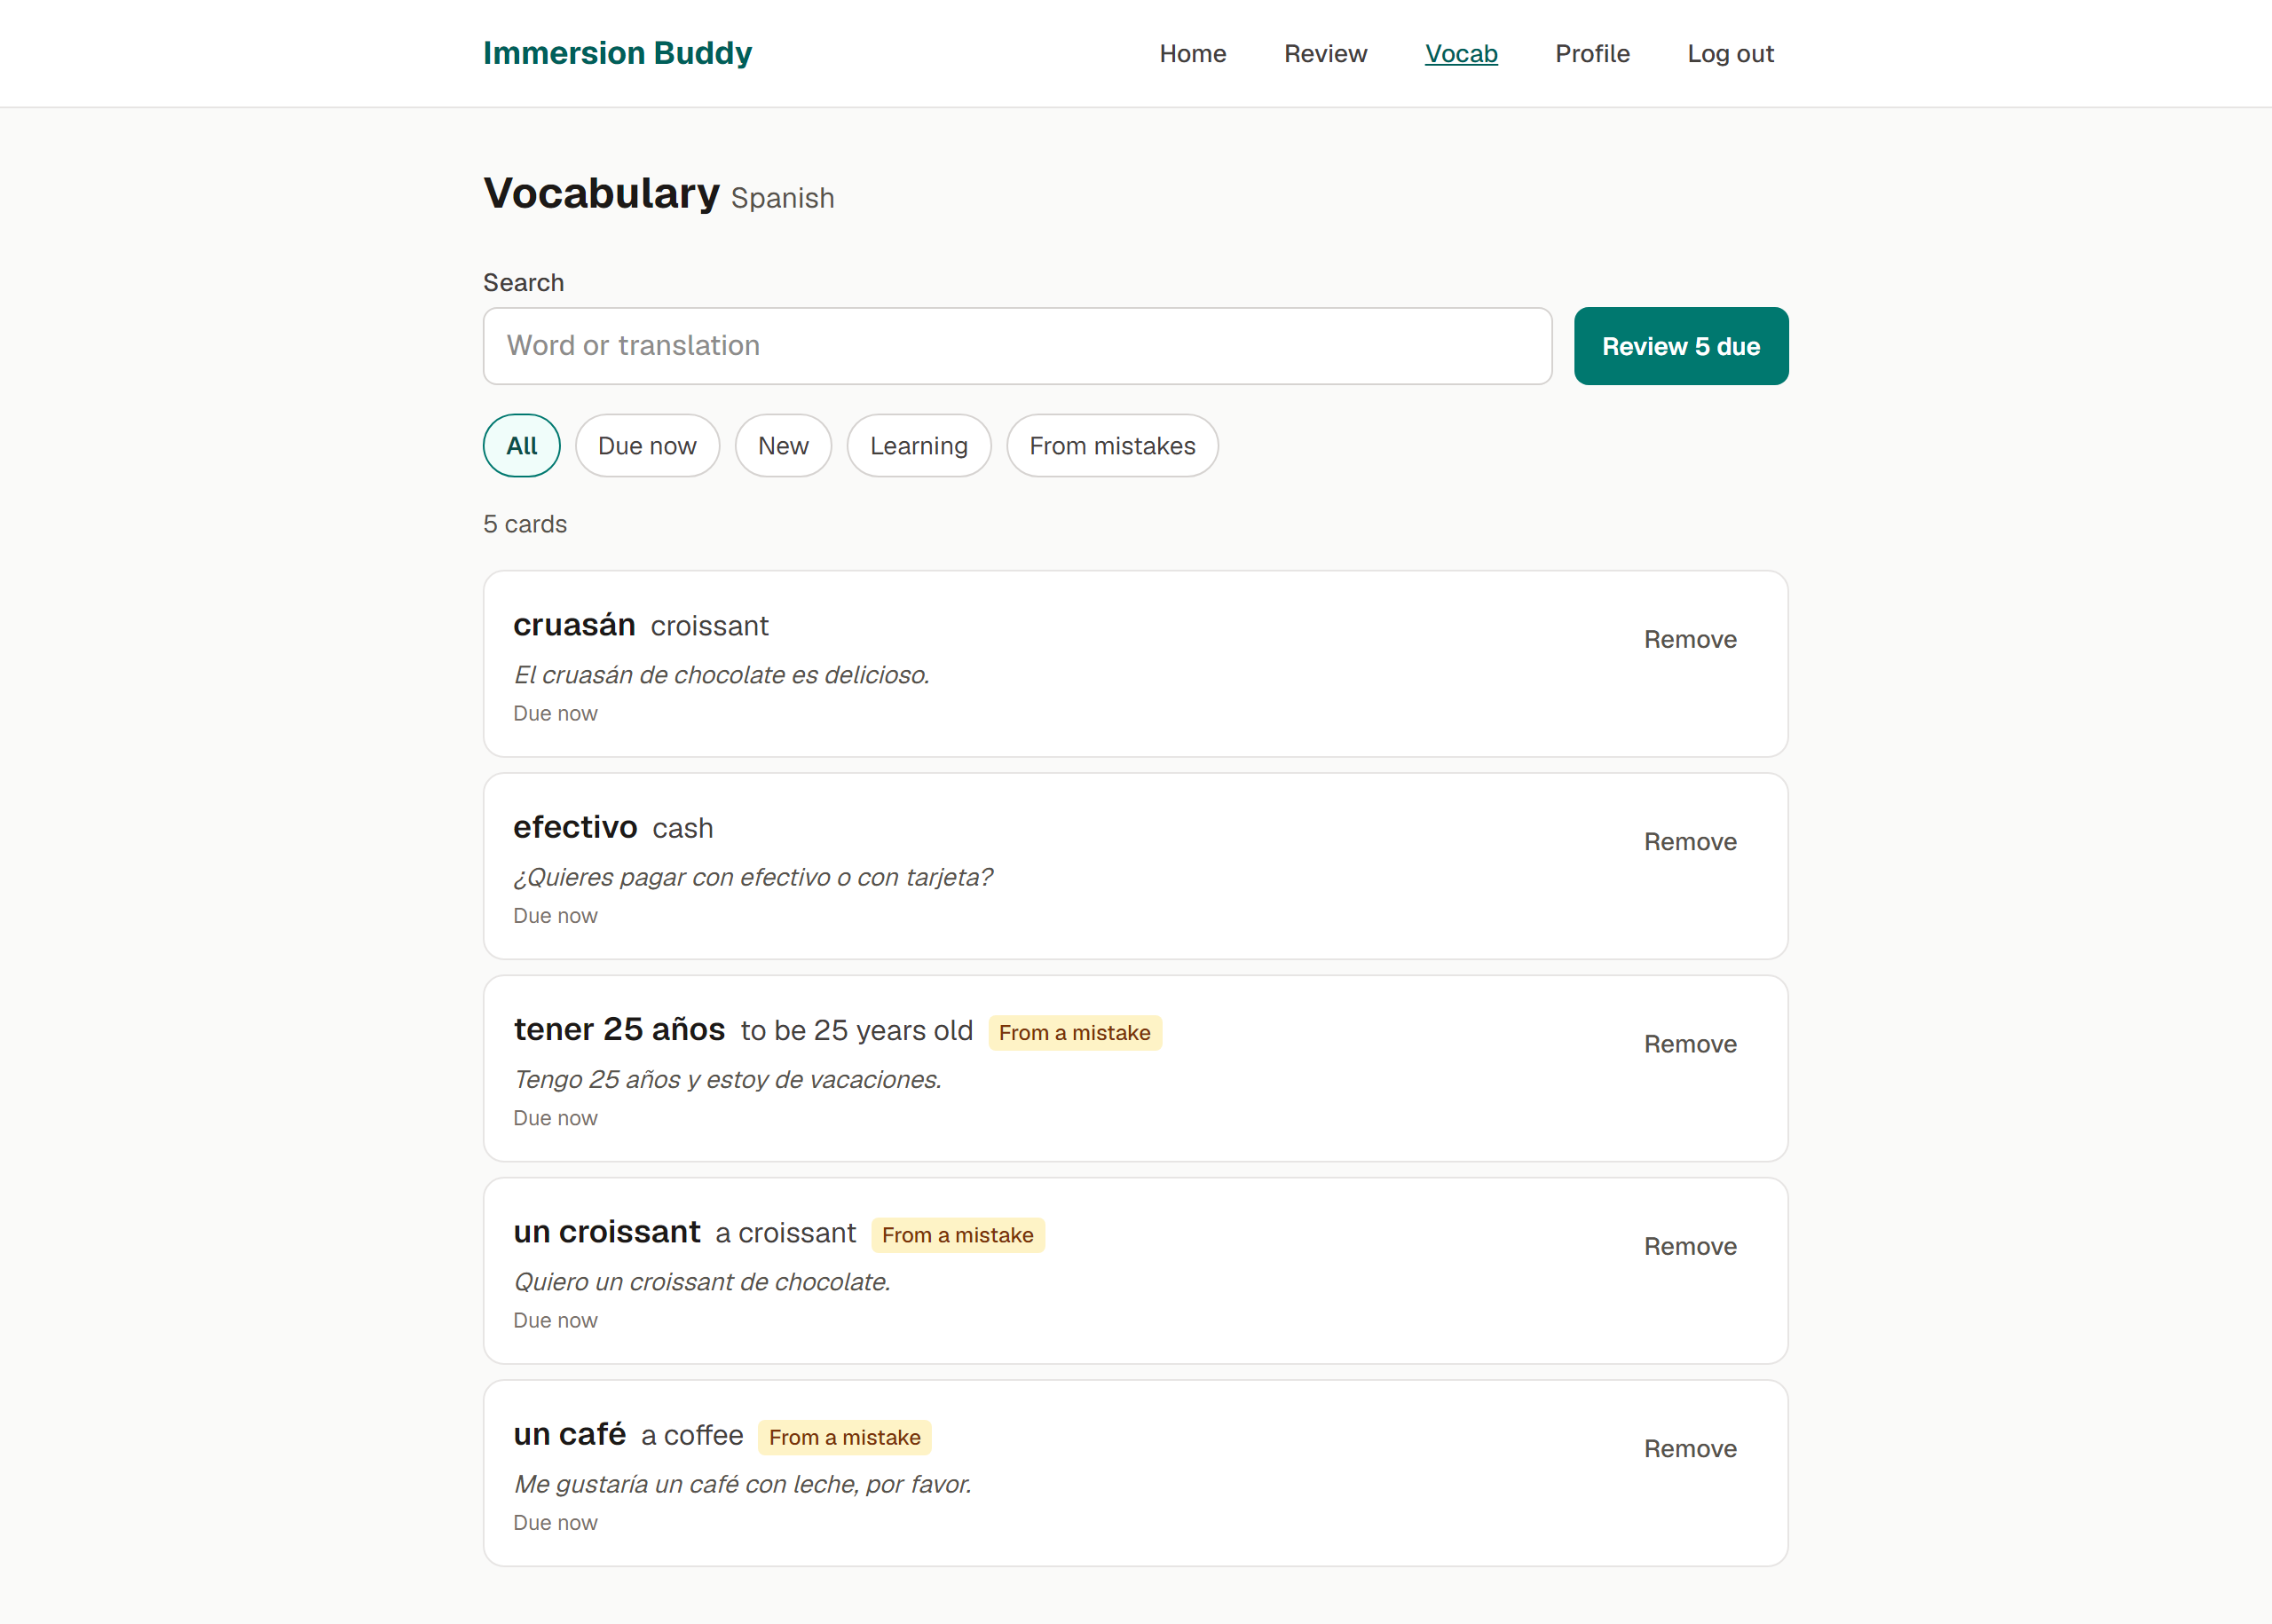 Immersion Buddy Home Review Vocab Profile Log out
Vocabulary Spanish
Search
Word or translation Review 5 due
All Due now New Learning From mistakes
5 cards
cruasán croissant Remove
El cruasán de chocolate es delicioso.
Due now
efectivo cash Remove
¿Quieres pagar con efectivo o con tarjeta?
Due now
tener 25 años to be 25 years old From a mistake Remove
Tengo 25 años y estoy de vacaciones.
Due now
un croissant a croissant From a mistake Remove
Quiero un croissant de chocolate.
Due now
un café a coffee From a mistake Remove
Me gustaría un café con leche, por favor.
Due now